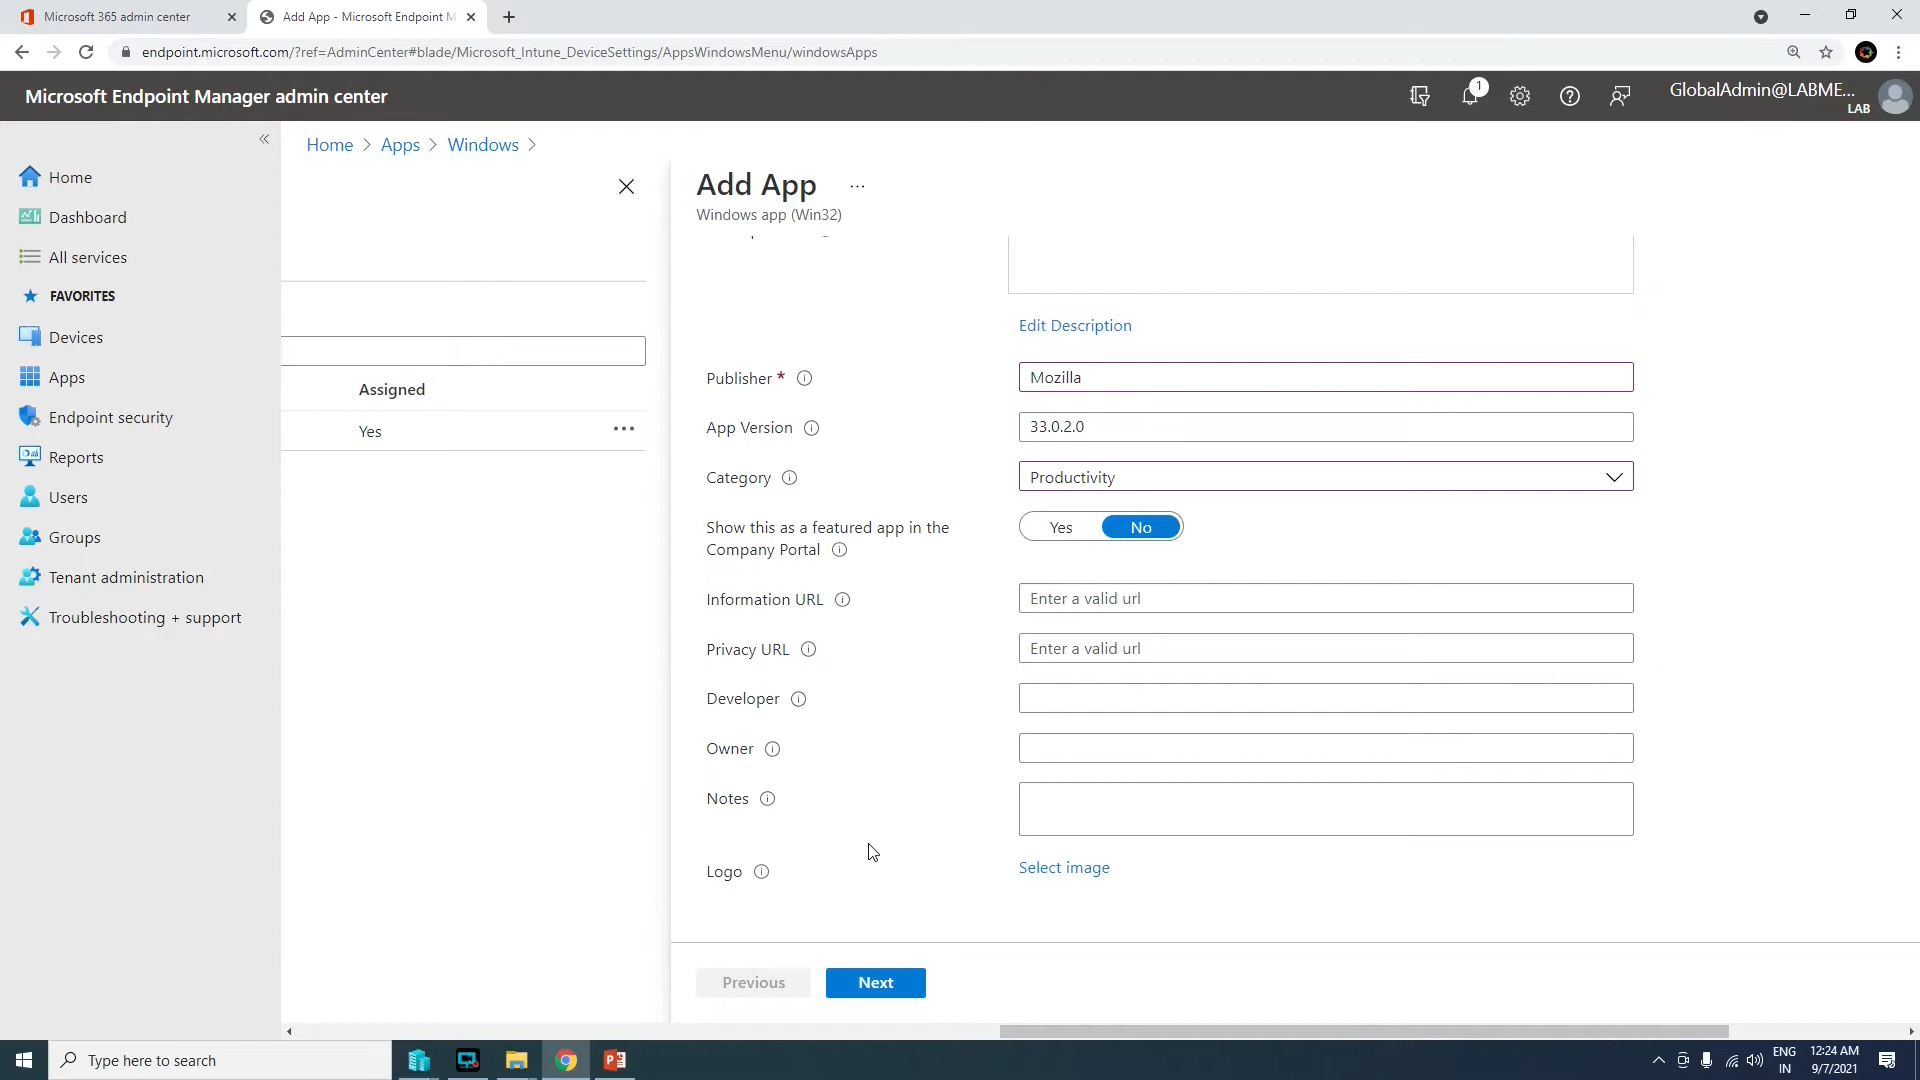 Microsoft 365 admin center
Add App - Microsoft Endpoint M
endpoint.microsoft.com/?ref=AdminCenter#blade/Microsoft_Intune_DeviceSettings/AppsWindowsMenu/windowsApps
Microsoft Endpoint Manager admin center
1
GlobalAdmin@LABME...
LAB
Home
Dashboard
All services
FAVORITES
Devices
Apps
Endpoint security
Reports
Users
Groups
Tenant administration
Troubleshooting + support
Home > Apps > Windows >
Assigned
Yes
Add App
Windows app (Win32)
Edit Description
Publisher *
Mozilla
App Version
33.0.2.0
Category
Productivity
Show this as a featured app in the
Company Portal
Yes No
Information URL
Enter a valid url
Privacy URL
Enter a valid url
Developer
Owner
Notes
Logo
Select image
Previous
Next
Type here to search
ENG
IN
12:24 AM
9/7/2021